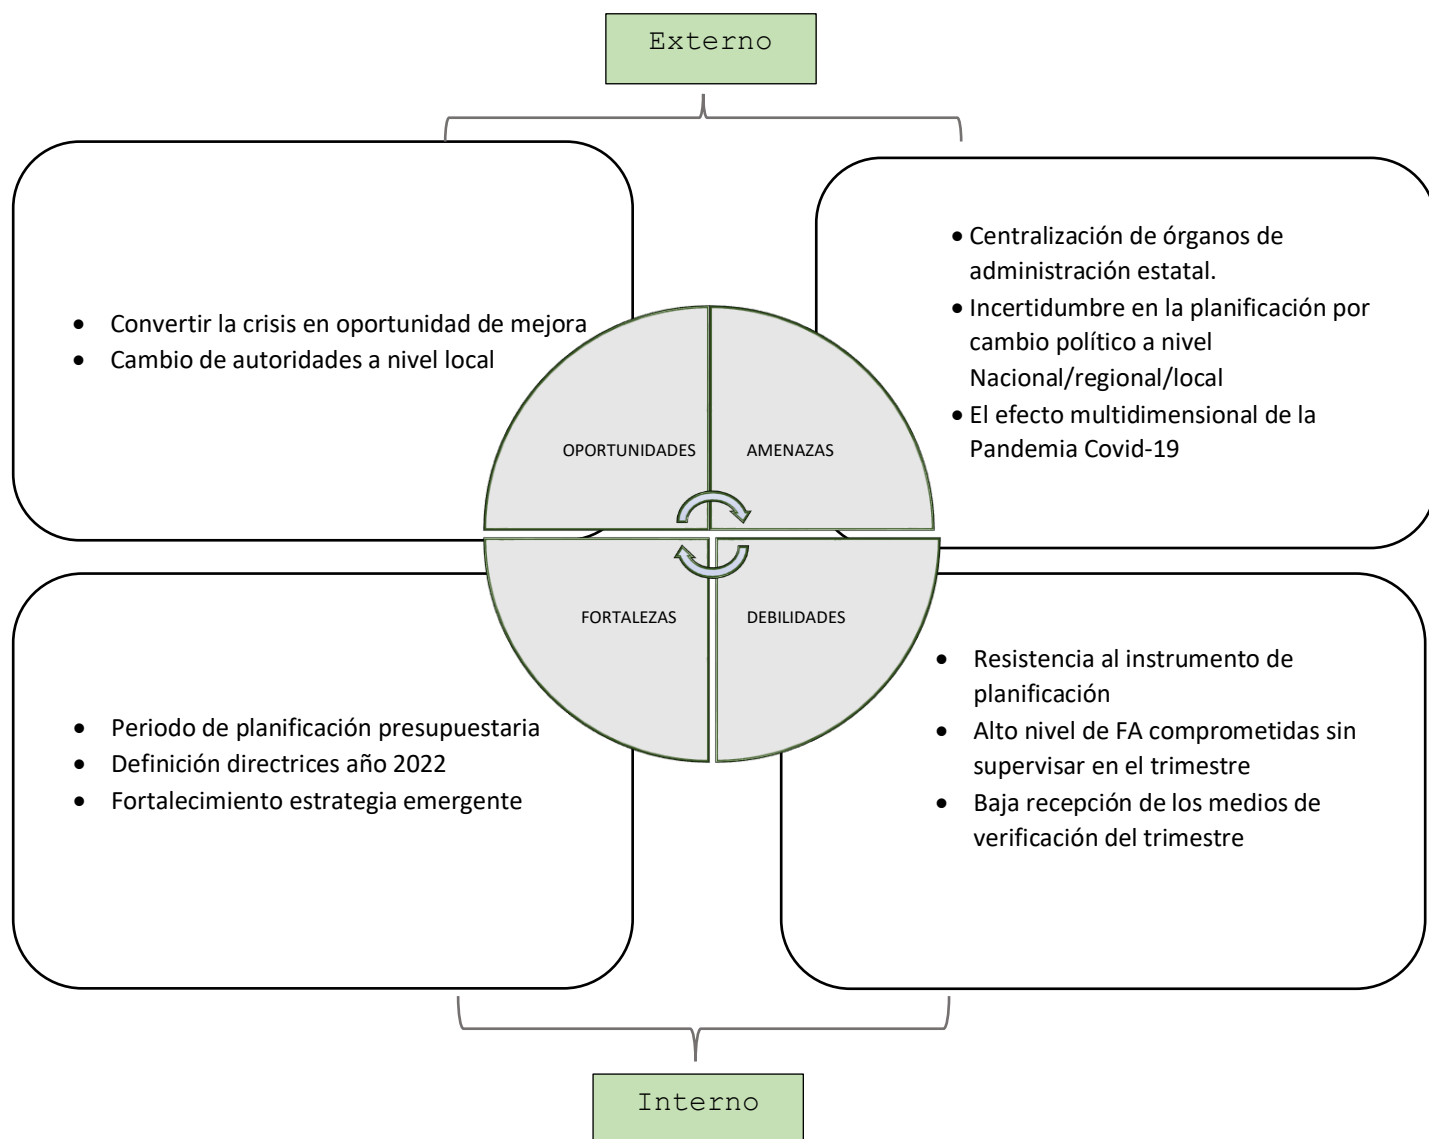 Externo
• Convertir la crisis en oportunidad de mejora
• Cambio de autoridades a nivel local
• Centralización de órganos de
administración estatal.
• Incertidumbre en la planificación por
cambio político a nivel
Nacional/regional/local
• El efecto multidimensional de la
Pandemia Covid-19
OPORTUNIDADES
AMENAZAS
FORTALEZAS
DEBILIDADES
• Periodo de planificación presupuestaria
• Definición directrices año 2022
• Fortalecimiento estrategia emergente
• Resistencia al instrumento de
planificación
• Alto nivel de FA comprometidas sin
supervisar en el trimestre
• Baja recepción de los medios de
verificación del trimestre
Interno